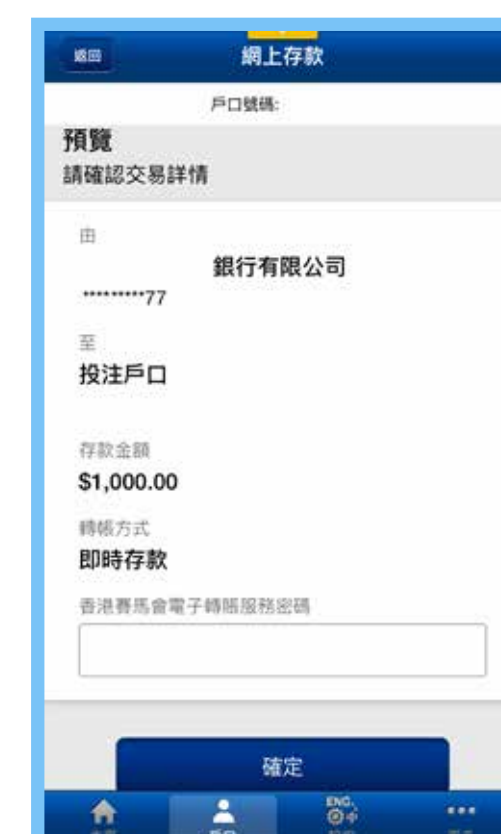 返回
網上存款
戶口號碼:
預覽
請確認交易詳情
由
銀行有限公司
*********77
至
投注戶口
存款金額
$1,000.00
轉帳方式
即時存款
香港賽馬會電子轉賬服務密碼
確定
ENG.